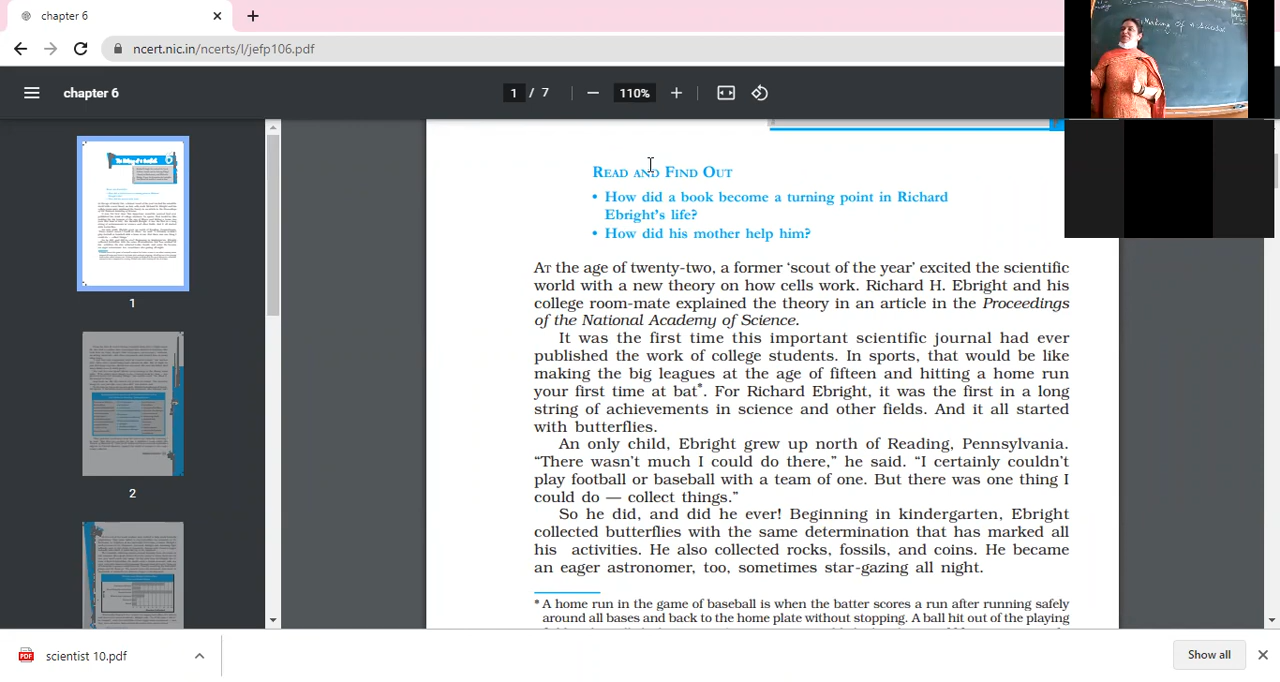 chapter 6
ncert.nic.in/ncerts/l/jefp106.pdf
Making of a Scientist
chapter 6
1 / 7
110%
READ AND FIND OUT
• How did a book become a turning point in Richard
Ebright's life?
• How did his mother help him?
AT the age of twenty-two, a former 'scout of the year' excited the scientific
world with a new theory on how cells work. Richard H. Ebright and his
college room-mate explained the theory in an article in the Proceedings
of the National Academy of Science.
It was the first time this important scientific journal had ever
published the work of college students. In sports, that would be like
making the big leagues at the age of fifteen and hitting a home run
your first time at bat*. For Richard Ebright, it was the first in a long
string of achievements in science and other fields. And it all started
with butterflies.
An only child, Ebright grew up north of Reading, Pennsylvania.
“There wasn't much I could do there,” he said. “I certainly couldn't
play football or baseball with a team of one. But there was one thing I
could do — collect things.”
So he did, and did he ever! Beginning in kindergarten, Ebright
collected butterflies with the same determination that has marked all
his activities. He also collected rocks, fossils, and coins. He became
an eager astronomer, too, sometimes star-gazing all night.
* A home run in the game of baseball is when the batter scores a run after running safely
around all bases and back to the home plate without stopping. A ball hit out of the playing
1
2
scientist 10.pdf
Show all